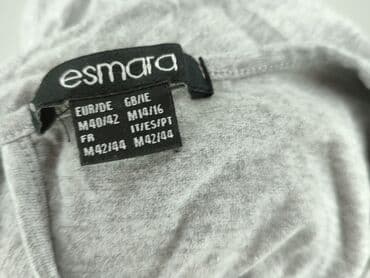 esmara
EUR/DE GB/IE
M40/42 M14/16
FR IT/ES/PT
M42/44 M42/44